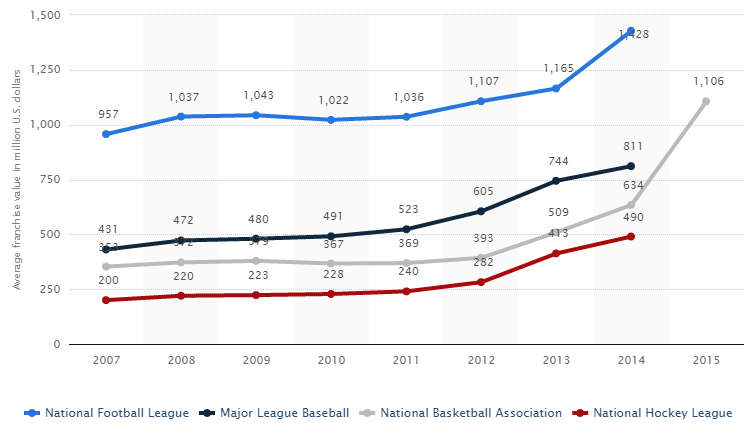 1,500
1,250
1,000
750
500
250
0
Average franchise value in million U.S. dollars
957 1,037 1,043 1,022 1,036 1,107 1,165 1,428
431 472 480 491 523 605 744 811
353 372 379 367 369 393 509 634 1,106
200 220 223 228 240 282 413 490
2007 2008 2009 2010 2011 2012 2013 2014 2015
National Football League Major League Baseball National Basketball Association National Hockey League